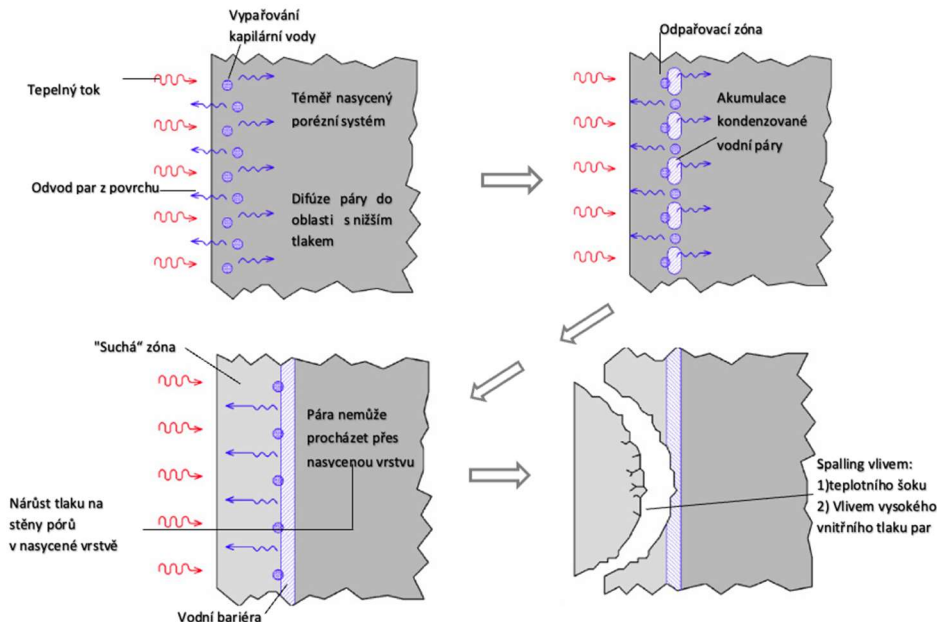 Vypařování
kapilární vody
Tepelný tok
Téměř nasycený
porézní systém
Odvod par z povrchu
Difúze páry do
oblasti s nižším
tlakem
Odpařovací zóna
Akumulace
kondenzované
vodní páry
"Suchá“ zóna
Pára nemůže
procházet přes
nasycenou vrstvu
Nárůst tlaku na
stěny pórů
v nasycené vrstvě
Vodní bariéra
Spalling vlivem:
1)teplotního šoku
2) Vlivem vysokého
vnitřního tlaku par